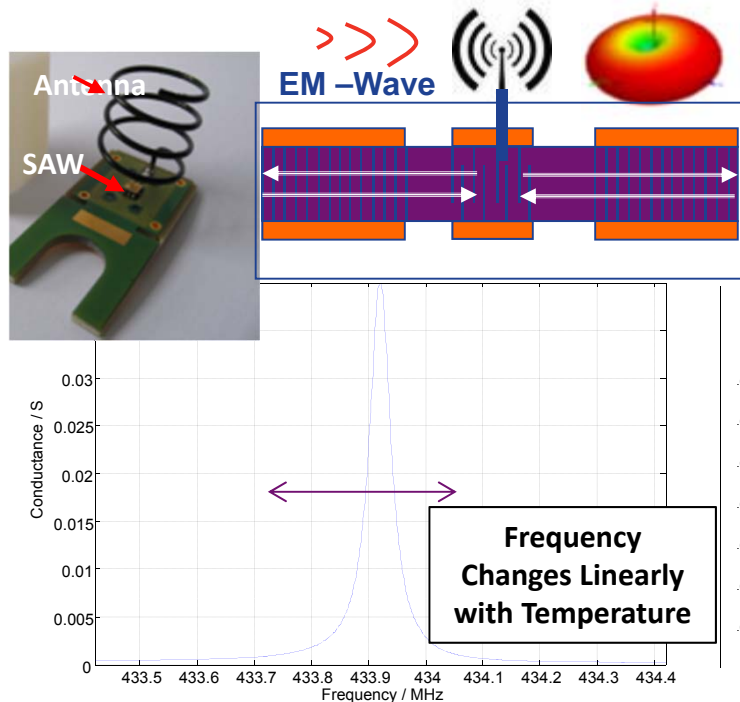 Antenna
SAW
EM –Wave
Conductance / S
0.03
0.025
0.02
0.015
0.01
0.005
0
433.5 433.6 433.7 433.8 433.9 434 434.1 434.2 434.3 434.4
Frequency / MHz
Frequency
Changes Linearly
with Temperature